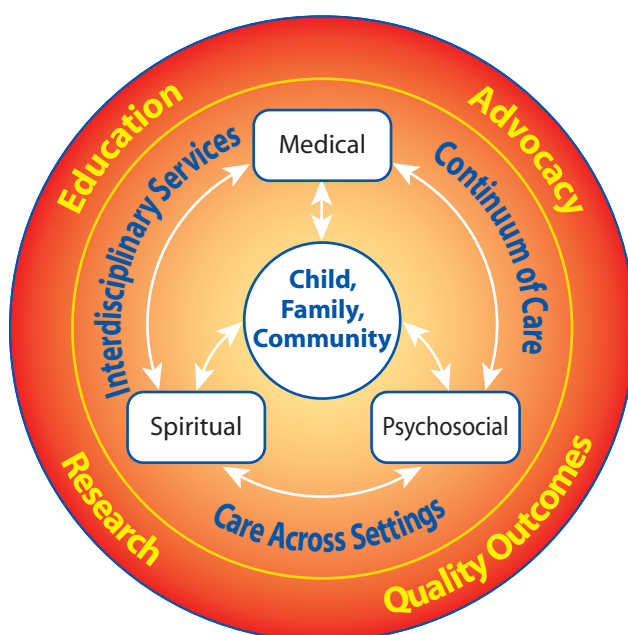 Education
Advocacy
Interdisciplinary Services
Continuum of Care
Medical
Child,
Family,
Community
Spiritual
Psychosocial
Care Across Settings
Research
Quality Outcomes